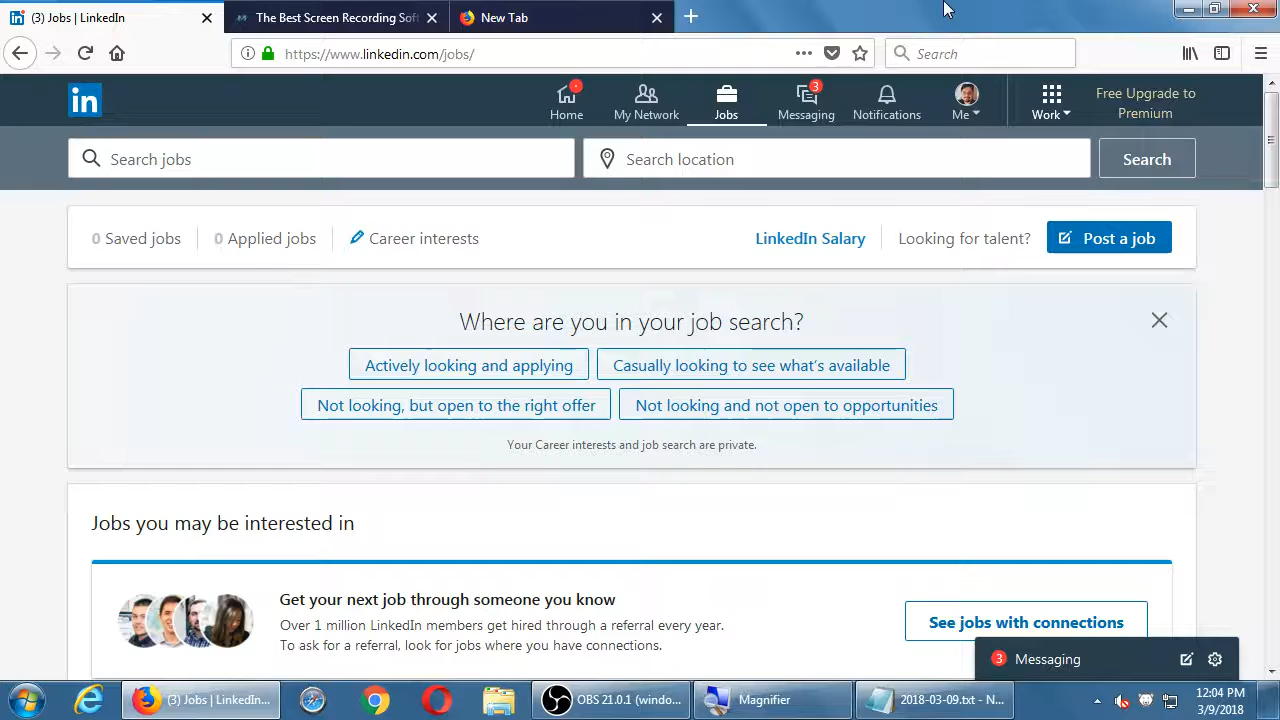 (3) Jobs | LinkedIn
The Best Screen Recording Sof
New Tab
https://www.linkedin.com/jobs/
Search
in
Home
My Network
Jobs
3
Messaging
Notifications
Me
Work
Free Upgrade to
Premium
Search jobs
Search location
Search
0 Saved jobs
0 Applied jobs
Career interests
LinkedIn Salary
Looking for talent?
Post a job
Where are you in your job search?
Actively looking and applying
Casually looking to see what's available
Not looking, but open to the right offer
Not looking and not open to opportunities
Your Career interests and job search are private.
Jobs you may be interested in
Get your next job through someone you know
Over 1 million LinkedIn members get hired through a referral every year.
To ask for a referral, look for jobs where you have connections.
See jobs with connections
3 Messaging
(3) Jobs | LinkedIn...
OBS 21.0.1 (windo...
Magnifier
2018-03-09.txt - N...
12:04 PM
3/9/2018